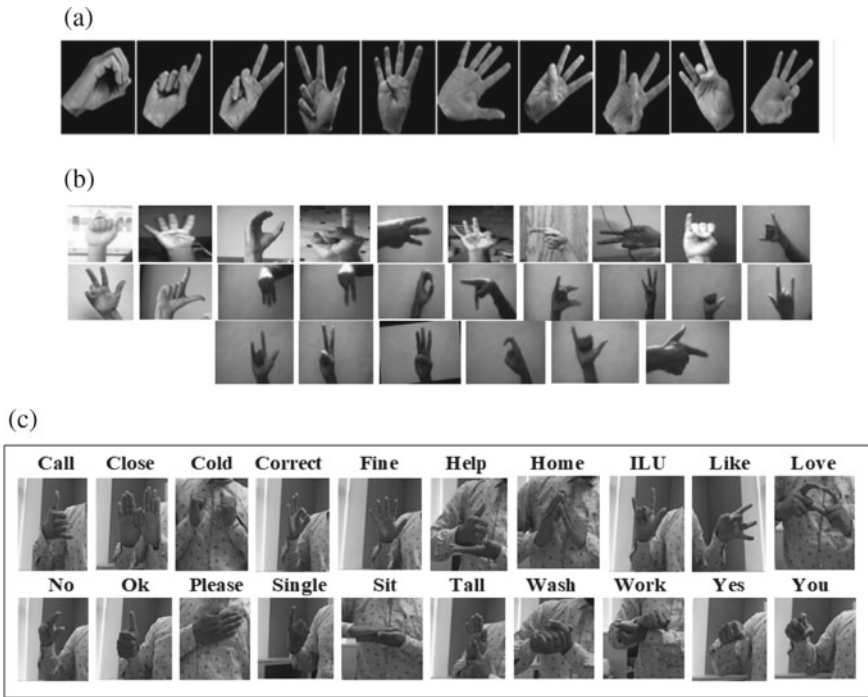 (a)
(b)
(c)
Call Close Cold Correct Fine Help Home ILU Like Love
No Ok Please Single Sit Tall Wash Work Yes You